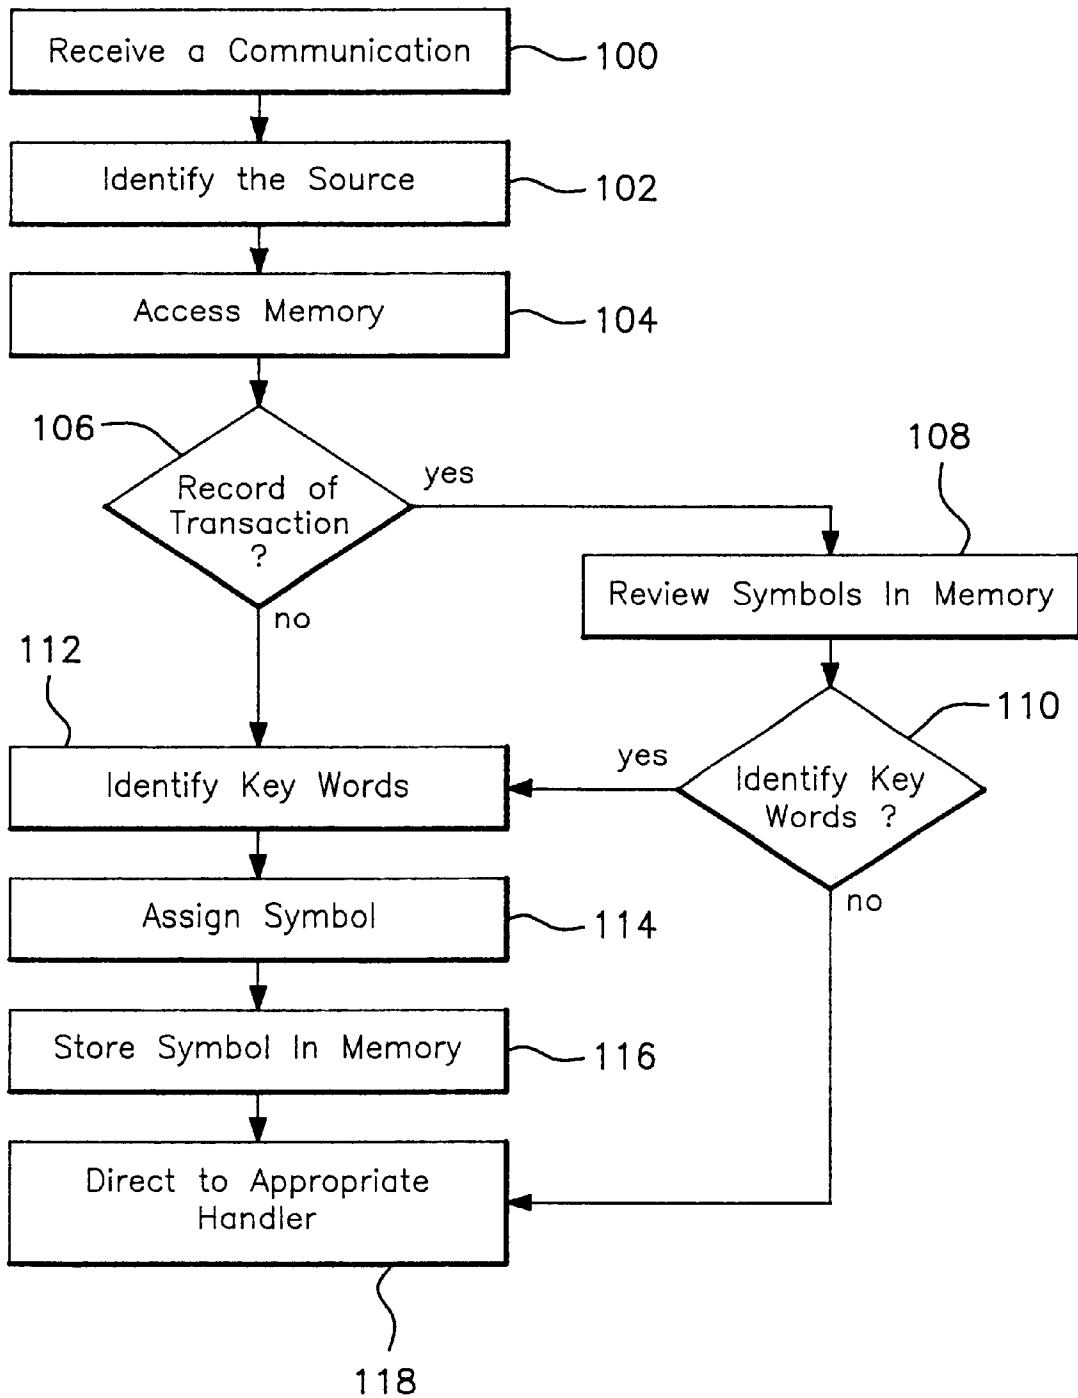 Receive a Communication
100
Identify the Source
102
Access Memory
104
106
Record of
Transaction
?
yes
no
108
Review Symbols In Memory
110
Identify Key
Words ?
yes
no
112
Identify Key Words
Assign Symbol
114
Store Symbol In Memory
116
Direct to Appropriate
Handler
118